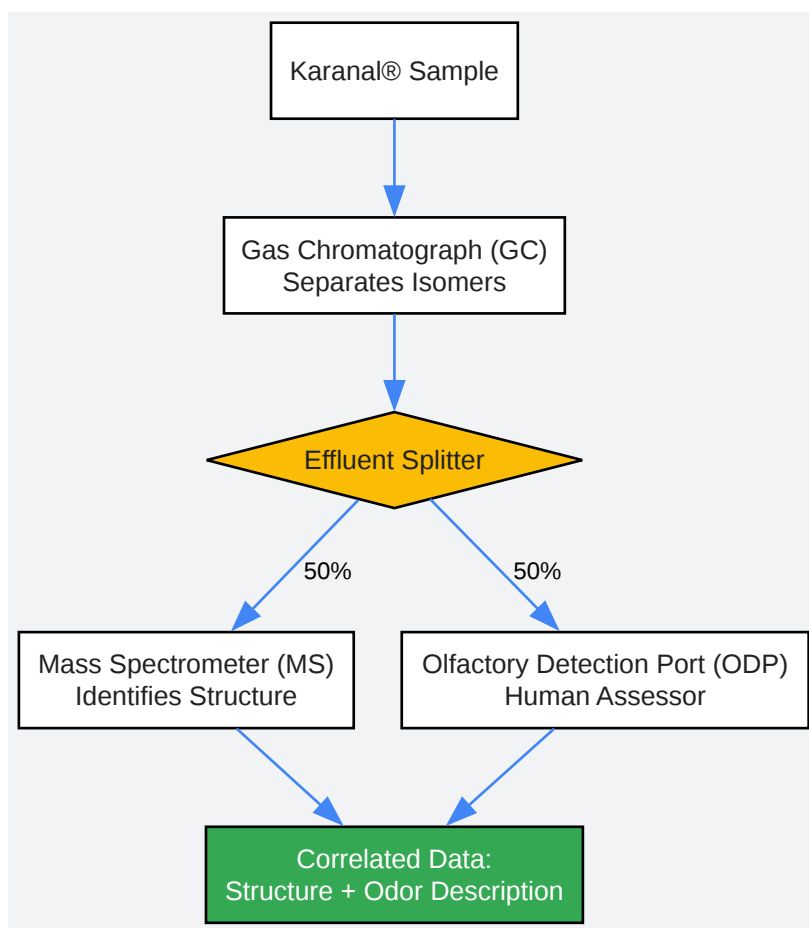 Karanal® Sample
Gas Chromatograph (GC)
Separates Isomers
Effluent Splitter
50%
50%
Mass Spectrometer (MS)
Identifies Structure
Olfactory Detection Port (ODP)
Human Assessor
Correlated Data:
Structure + Odor Description